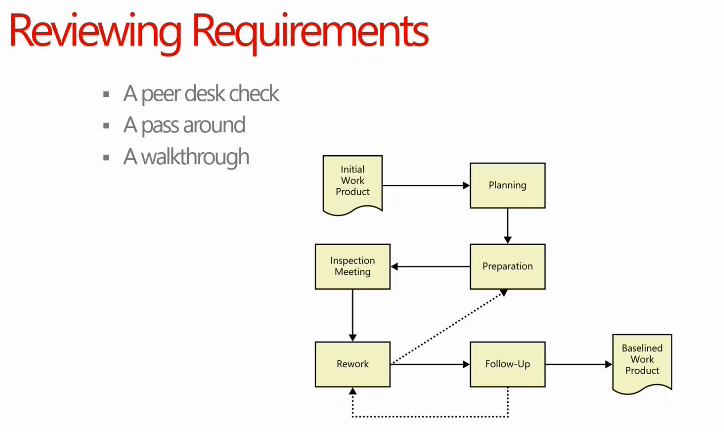 Reviewing Requirements
▪ A peer desk check
▪ A pass around
▪ A walkthrough
Initial
Work
Product
Planning
Inspection
Meeting
Preparation
Rework
Follow-Up
Baselined
Work
Product